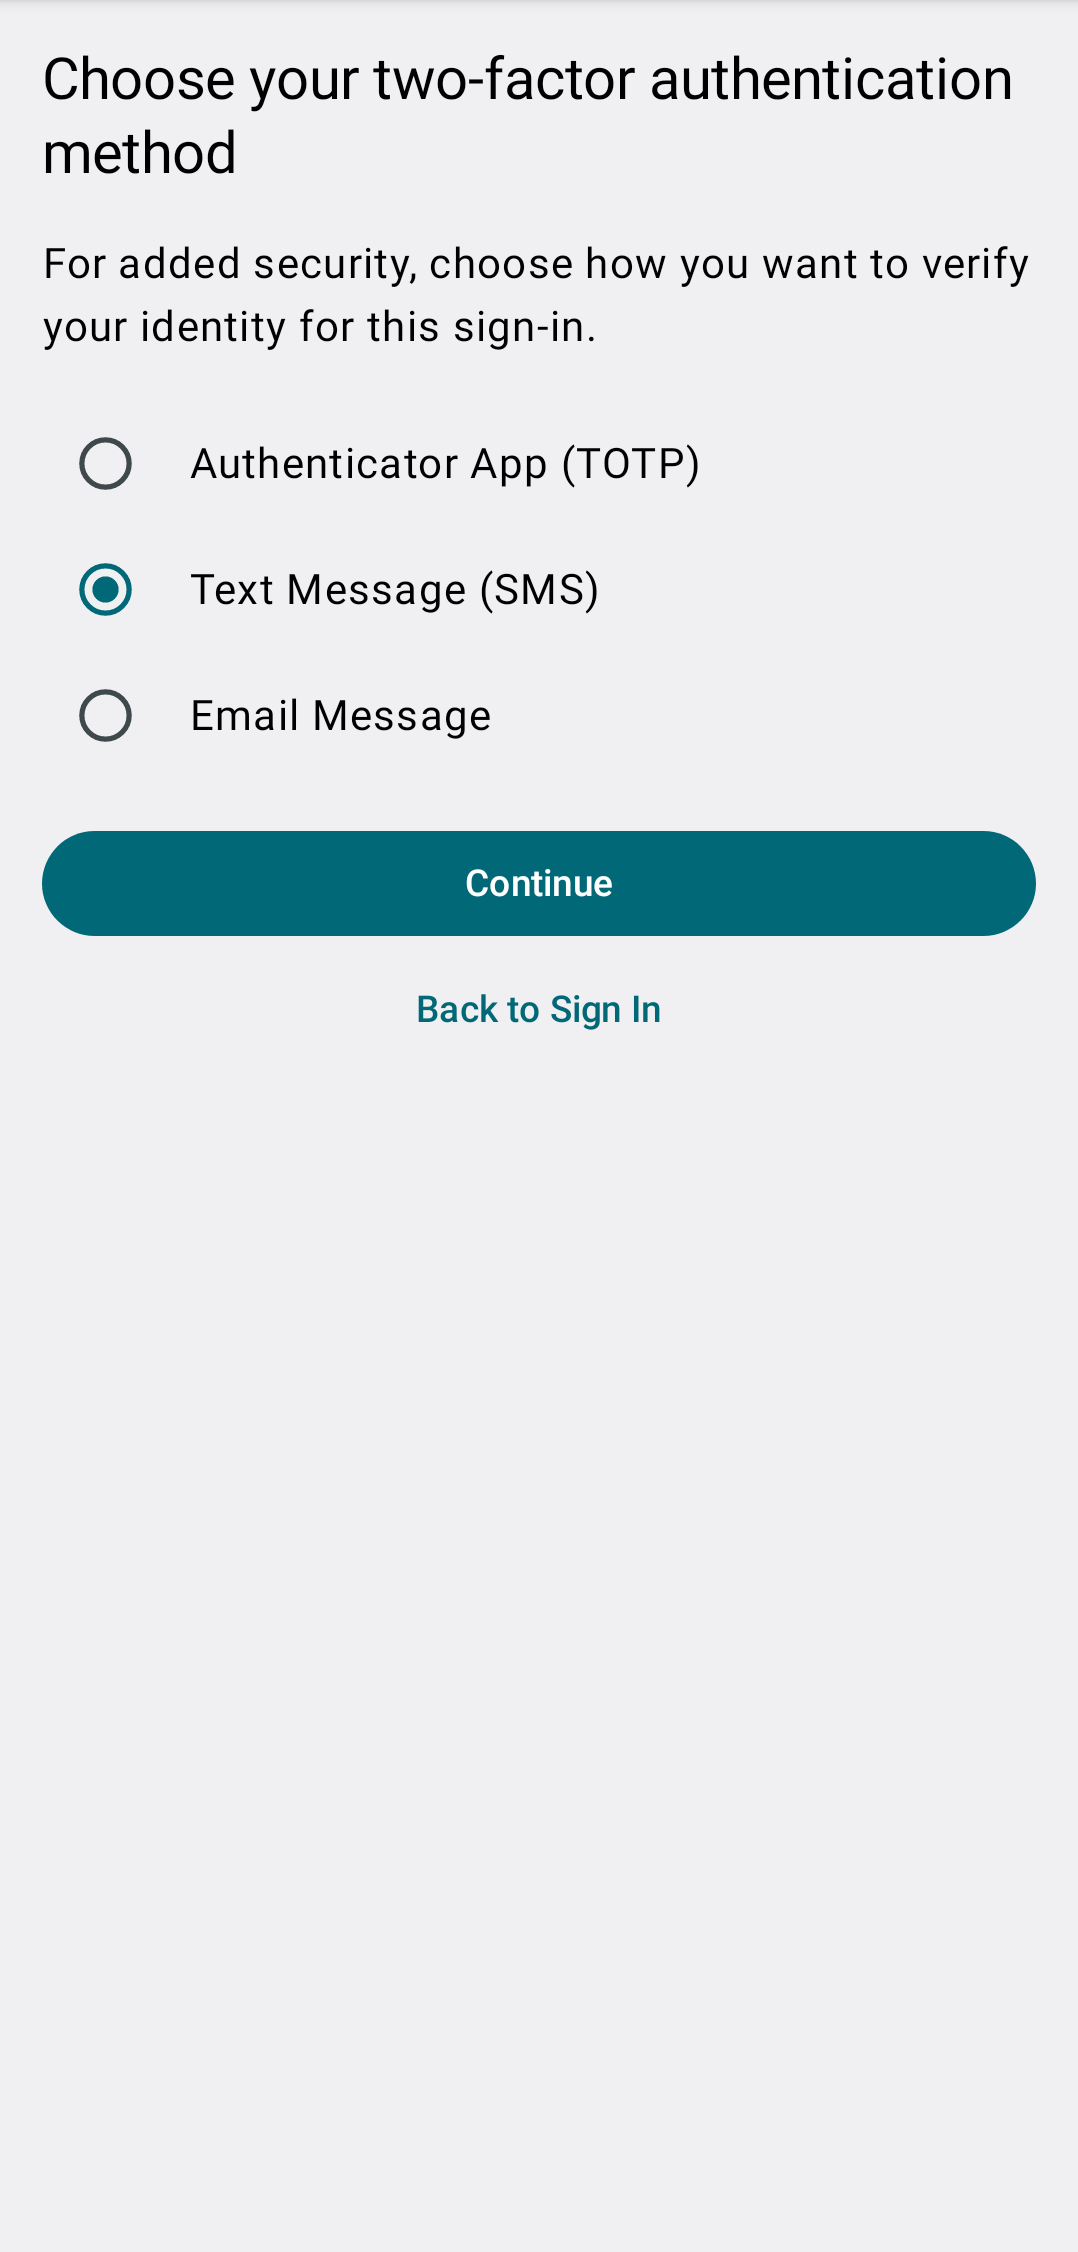 Choose your two-factor authentication
method
For added security, choose how you want to verify
your identity for this sign-in.
Authenticator App (TOTP)
Text Message (SMS)
Email Message
Continue
Back to Sign In